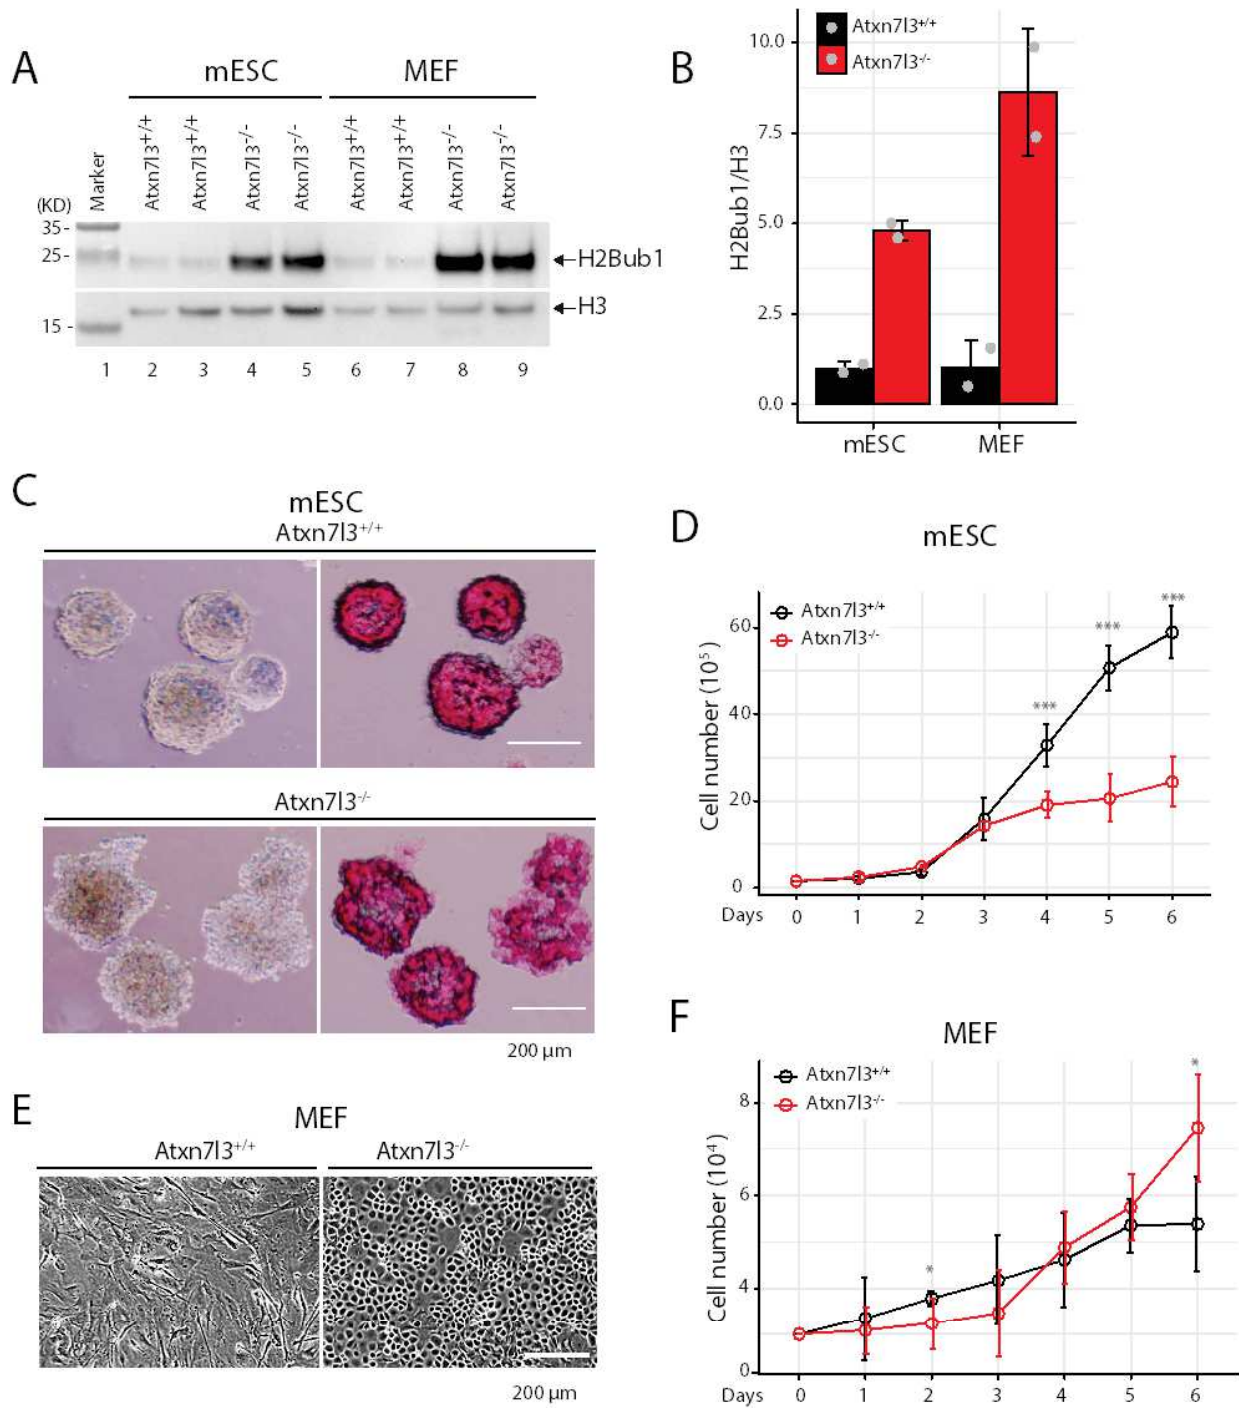 A
mESC
MEF
(KD)
Marker
Atxn7l3+/+
Atxn7l3+/+
Atxn7l3-/-
Atxn7l3-/-
Atxn7l3+/+
Atxn7l3+/+
Atxn7l3-/-
Atxn7l3-/-
35-
25-
H2Bub1
H3
15 -
1 2 3 4 5 6 7 8 9
B
Atxn7l3+/+
Atxn7l3-/-
H2Bub1/H3
10.0
7.5
5.0
2.5
0.0
mESC
MEF
C
mESC
Atxn7l3+/+
Atxn7l3-/-
200 µm
D
mESC
Atxn7l3+/+
Atxn7l3-/-
Cell number (10⁵)
60
40
20
0
***
***
***
Days 0 1 2 3 4 5 6
E
MEF
Atxn7l3+/+
Atxn7l3-/-
200 µm
F
MEF
Atxn7l3+/+
Atxn7l3-/-
Cell number (10⁴)
8
6
4
0
*
*
Days 0 1 2 3 4 5 6